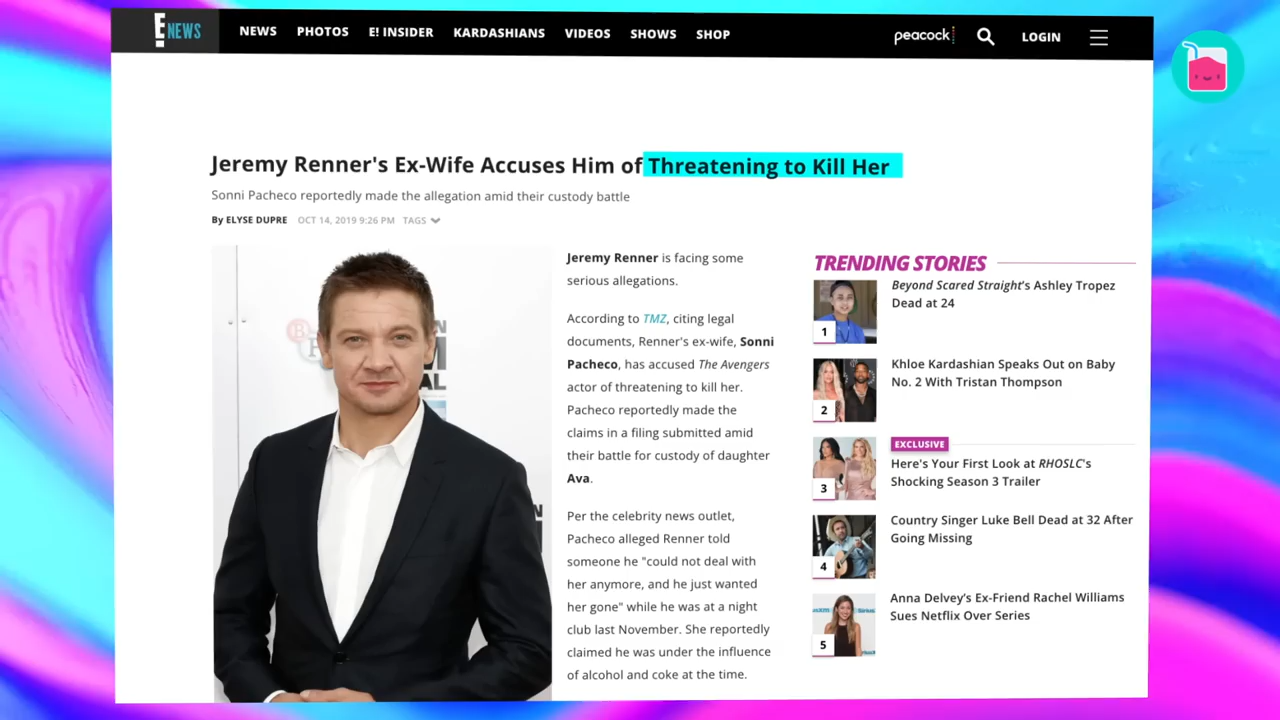 E! NEWS
NEWS PHOTOS E! INSIDER KARDASHIANS VIDEOS SHOWS SHOP
peacock
LOGIN
Jeremy Renner's Ex-Wife Accuses Him of Threatening to Kill Her
Sonni Pacheco reportedly made the allegation amid their custody battle
By ELYSE DUPRE OCT 14, 2019 9:26 PM TAGS
Jeremy Renner is facing some
serious allegations.
According to TMZ, citing legal
documents, Renner's ex-wife, Sonni
Pacheco, has accused The Avengers
actor of threatening to kill her.
Pacheco reportedly made the
claims in a filing submitted amid
their battle for custody of daughter
Ava.
Per the celebrity news outlet,
Pacheco alleged Renner told
someone he "could not deal with
her anymore, and he just wanted
her gone" while he was at a night
club last November. She reportedly
claimed he was under the influence
of alcohol and coke at the time.
TRENDING STORIES
1
Beyond Scared Straight's Ashley Tropez
Dead at 24
2
Khloe Kardashian Speaks Out on Baby
No. 2 With Tristan Thompson
3
EXCLUSIVE
Here's Your First Look at RHOSLC's
Shocking Season 3 Trailer
4
Country Singer Luke Bell Dead at 32 After
Going Missing
5
Anna Delvey's Ex-Friend Rachel Williams
Sues Netflix Over Series